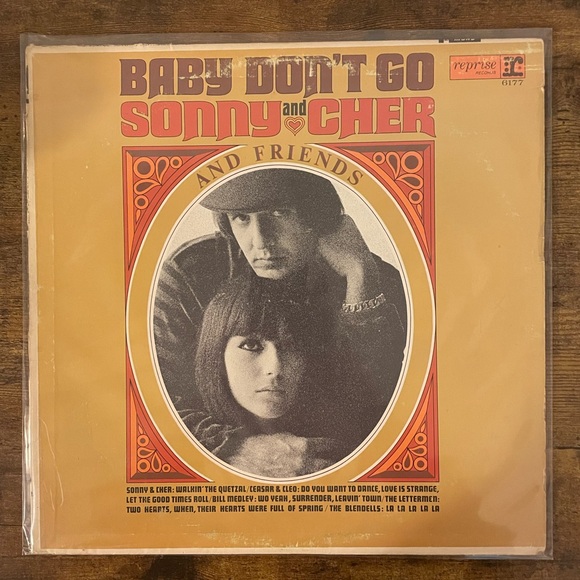 BABY DON'T GO
SONNY and CHER
reprise
RECORDS
r:
6177
AND FRIENDS
SONNY & CHER: WALKIN' THE QUETZAL/CEASAR & CLEO: DO YOU WANT TO DANCE, LOVE IS STRANGE,
LET THE GOOD TIMES ROLL/BILL MEDLEY: WO YEAH, SURRENDER, LEAVIN' TOWN/THE LETTERMEN:
TWO HEARTS, WHEN, THEIR HEARTS WERE FULL OF SPRING/THE BLENDELLS: LA LA LA LA LA